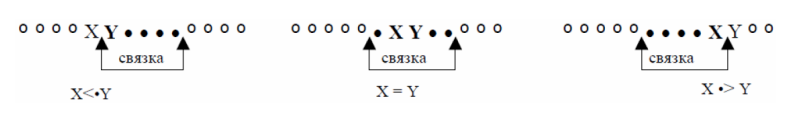 o o o o X Y • • • • o o o o    o o o o o • X Y • • o o o    o o o o o • • • • X Y o o
связка    связка    связка
X<•Y    X = Y    X •> Y